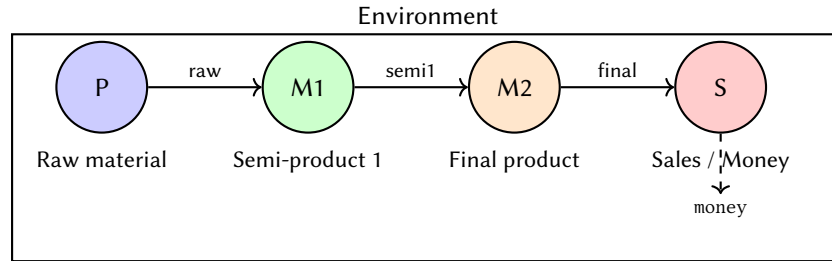 Environment
P
raw
M1
semi1
M2
final
S
Raw material
Semi-product 1
Final product
Sales / Money
money